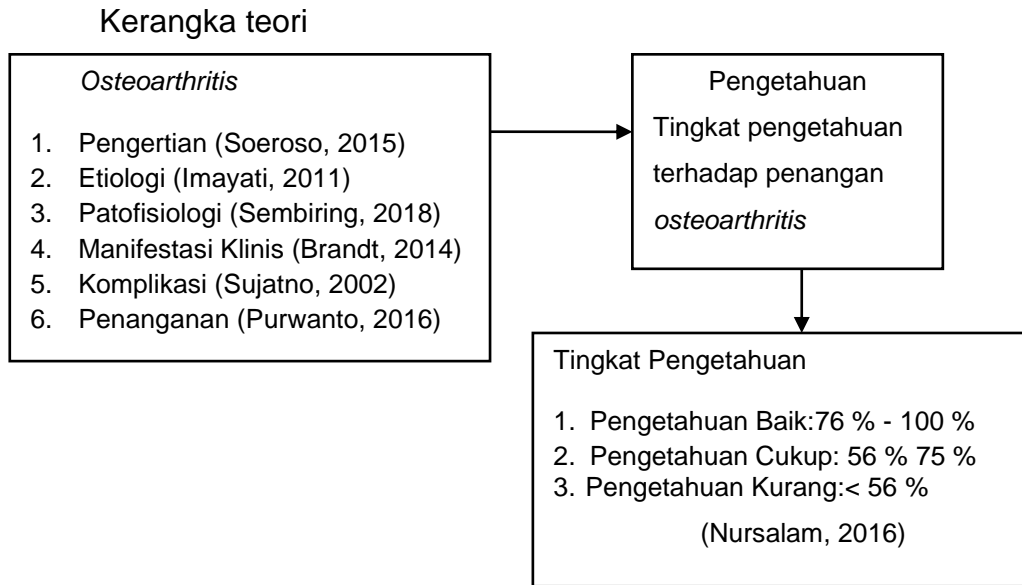 Kerangka teori
Osteoarthritis
1. Pengertian (Soeroso, 2015)
2. Etiologi (Imayati, 2011)
3. Patofisiologi (Sembiring, 2018)
4. Manifestasi Klinis (Brandt, 2014)
5. Komplikasi (Sujatno, 2002)
6. Penanganan (Purwanto, 2016)
Pengetahuan
Tingkat pengetahuan
terhadap penangan
osteoarthritis
Tingkat Pengetahuan
1. Pengetahuan Baik:76 % - 100 %
2. Pengetahuan Cukup: 56 % 75 %
3. Pengetahuan Kurang:< 56 %
(Nursalam, 2016)